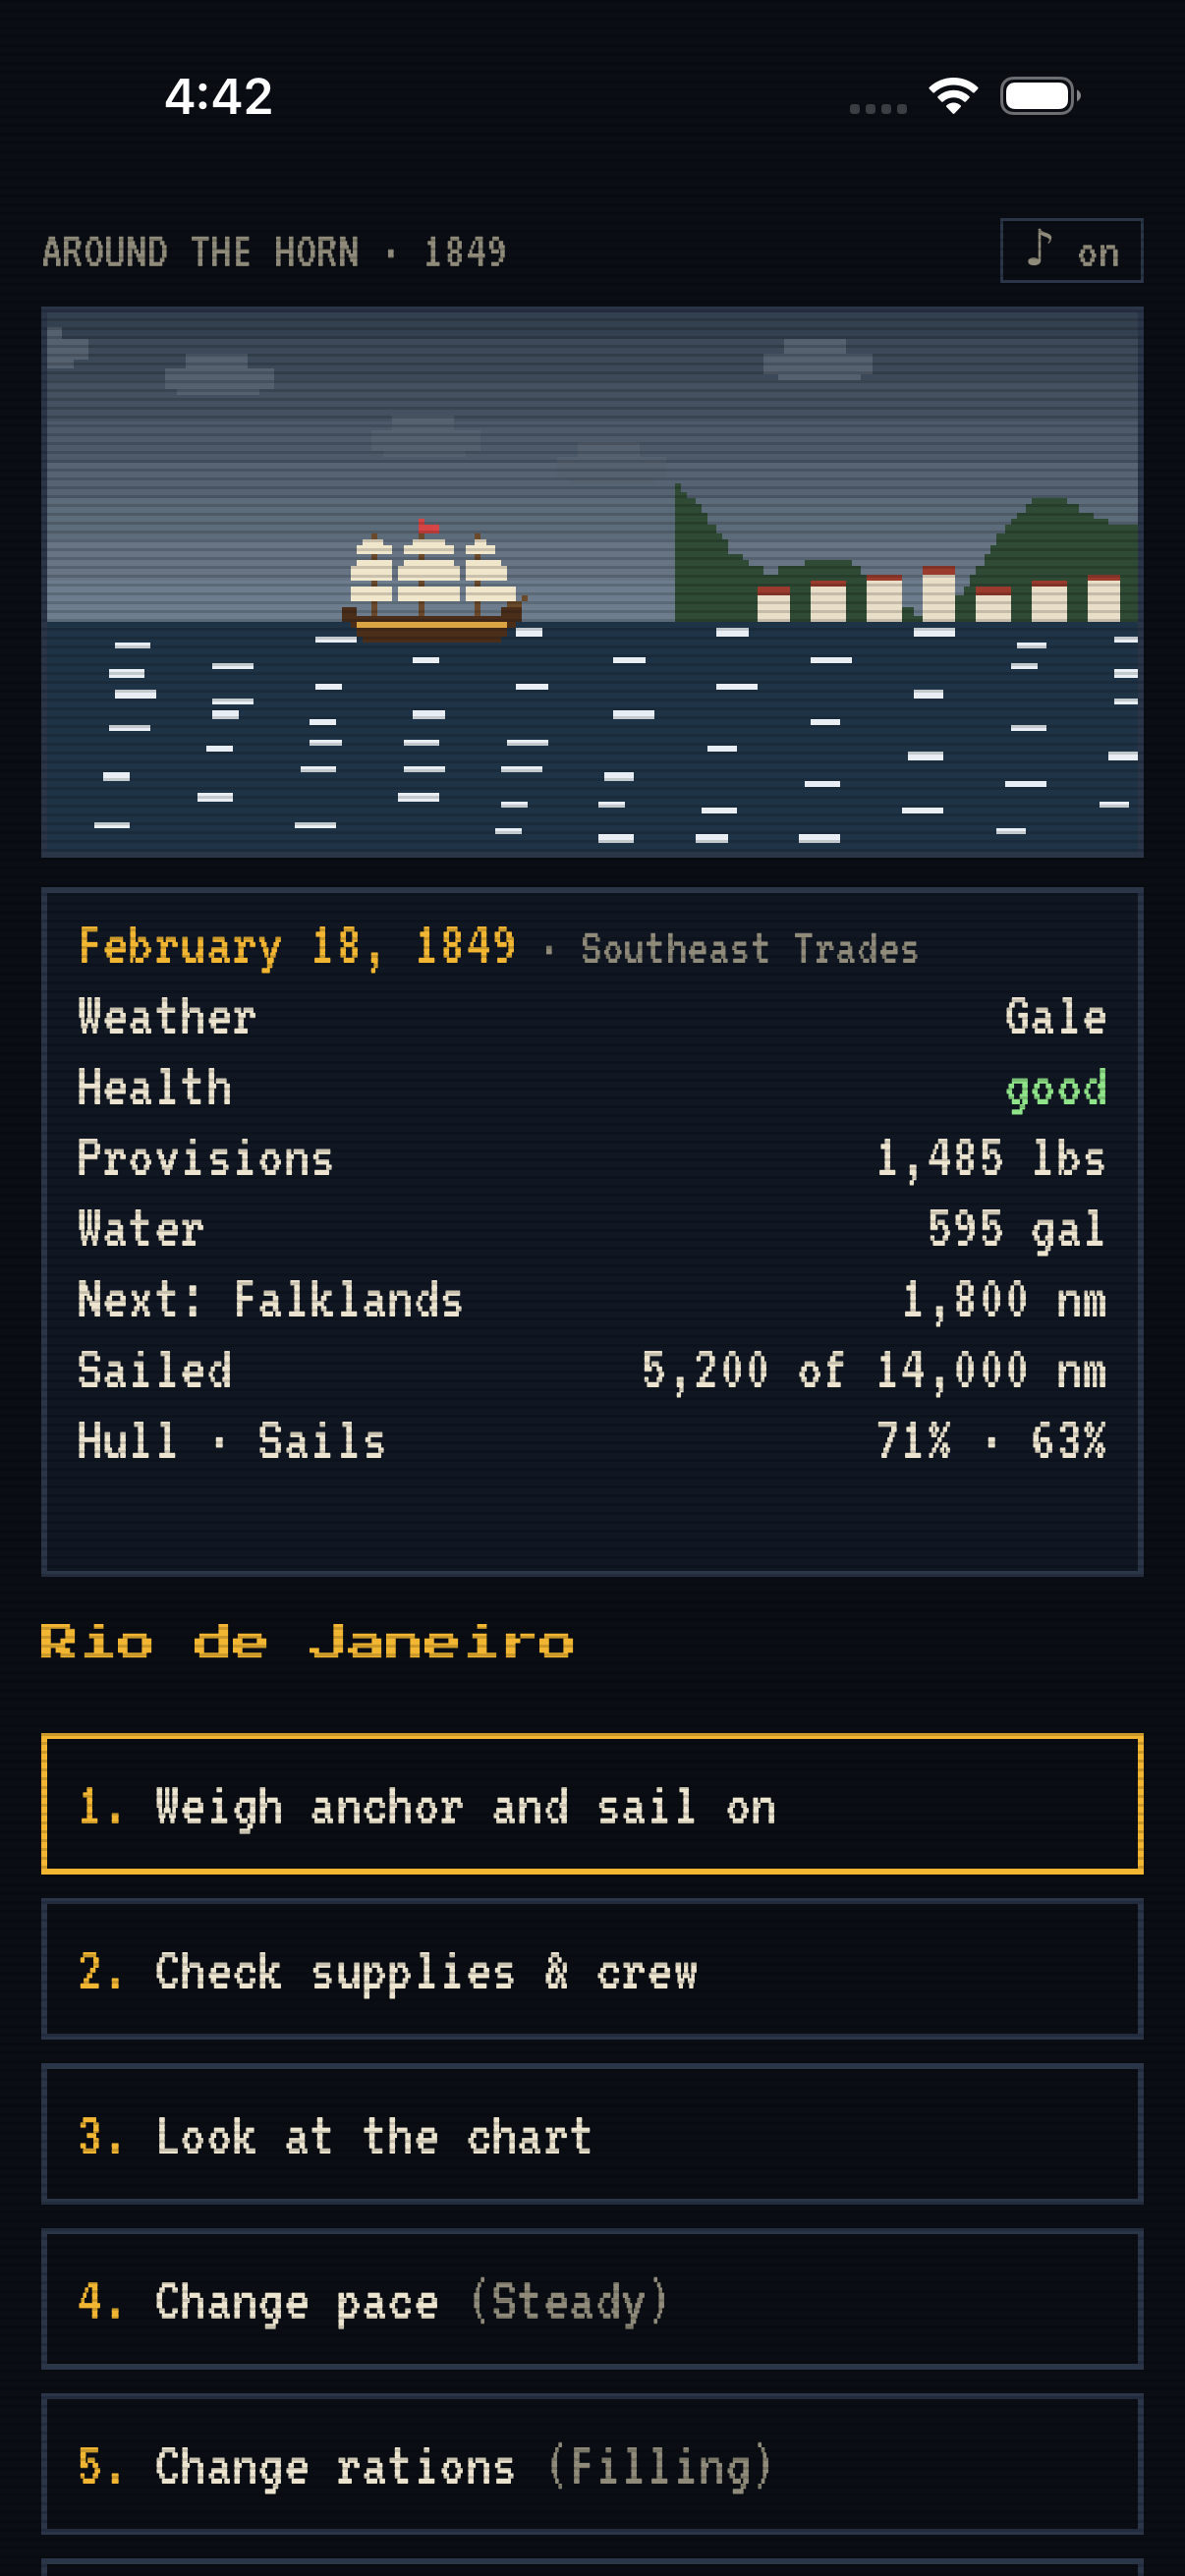 4:42
AROUND THE HORN · 1849
♪ on
February 18, 1849 · Southeast Trades
Weather Gale
Health good
Provisions 1,485 lbs
Water 595 gal
Next: Falklands 1,800 nm
Sailed 5,200 of 14,000 nm
Hull · Sails 71% · 63%
Rio de Janeiro
1. Weigh anchor and sail on
2. Check supplies & crew
3. Look at the chart
4. Change pace (Steady)
5. Change rations (Filling)